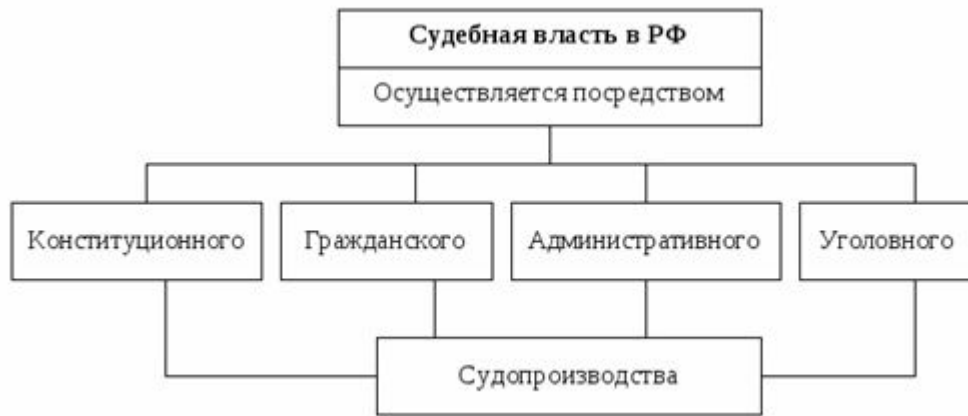 Судебная власть в РФ
Осуществляется посредством
Конституционного
Гражданского
Административного
Уголовного
Судопроизводства